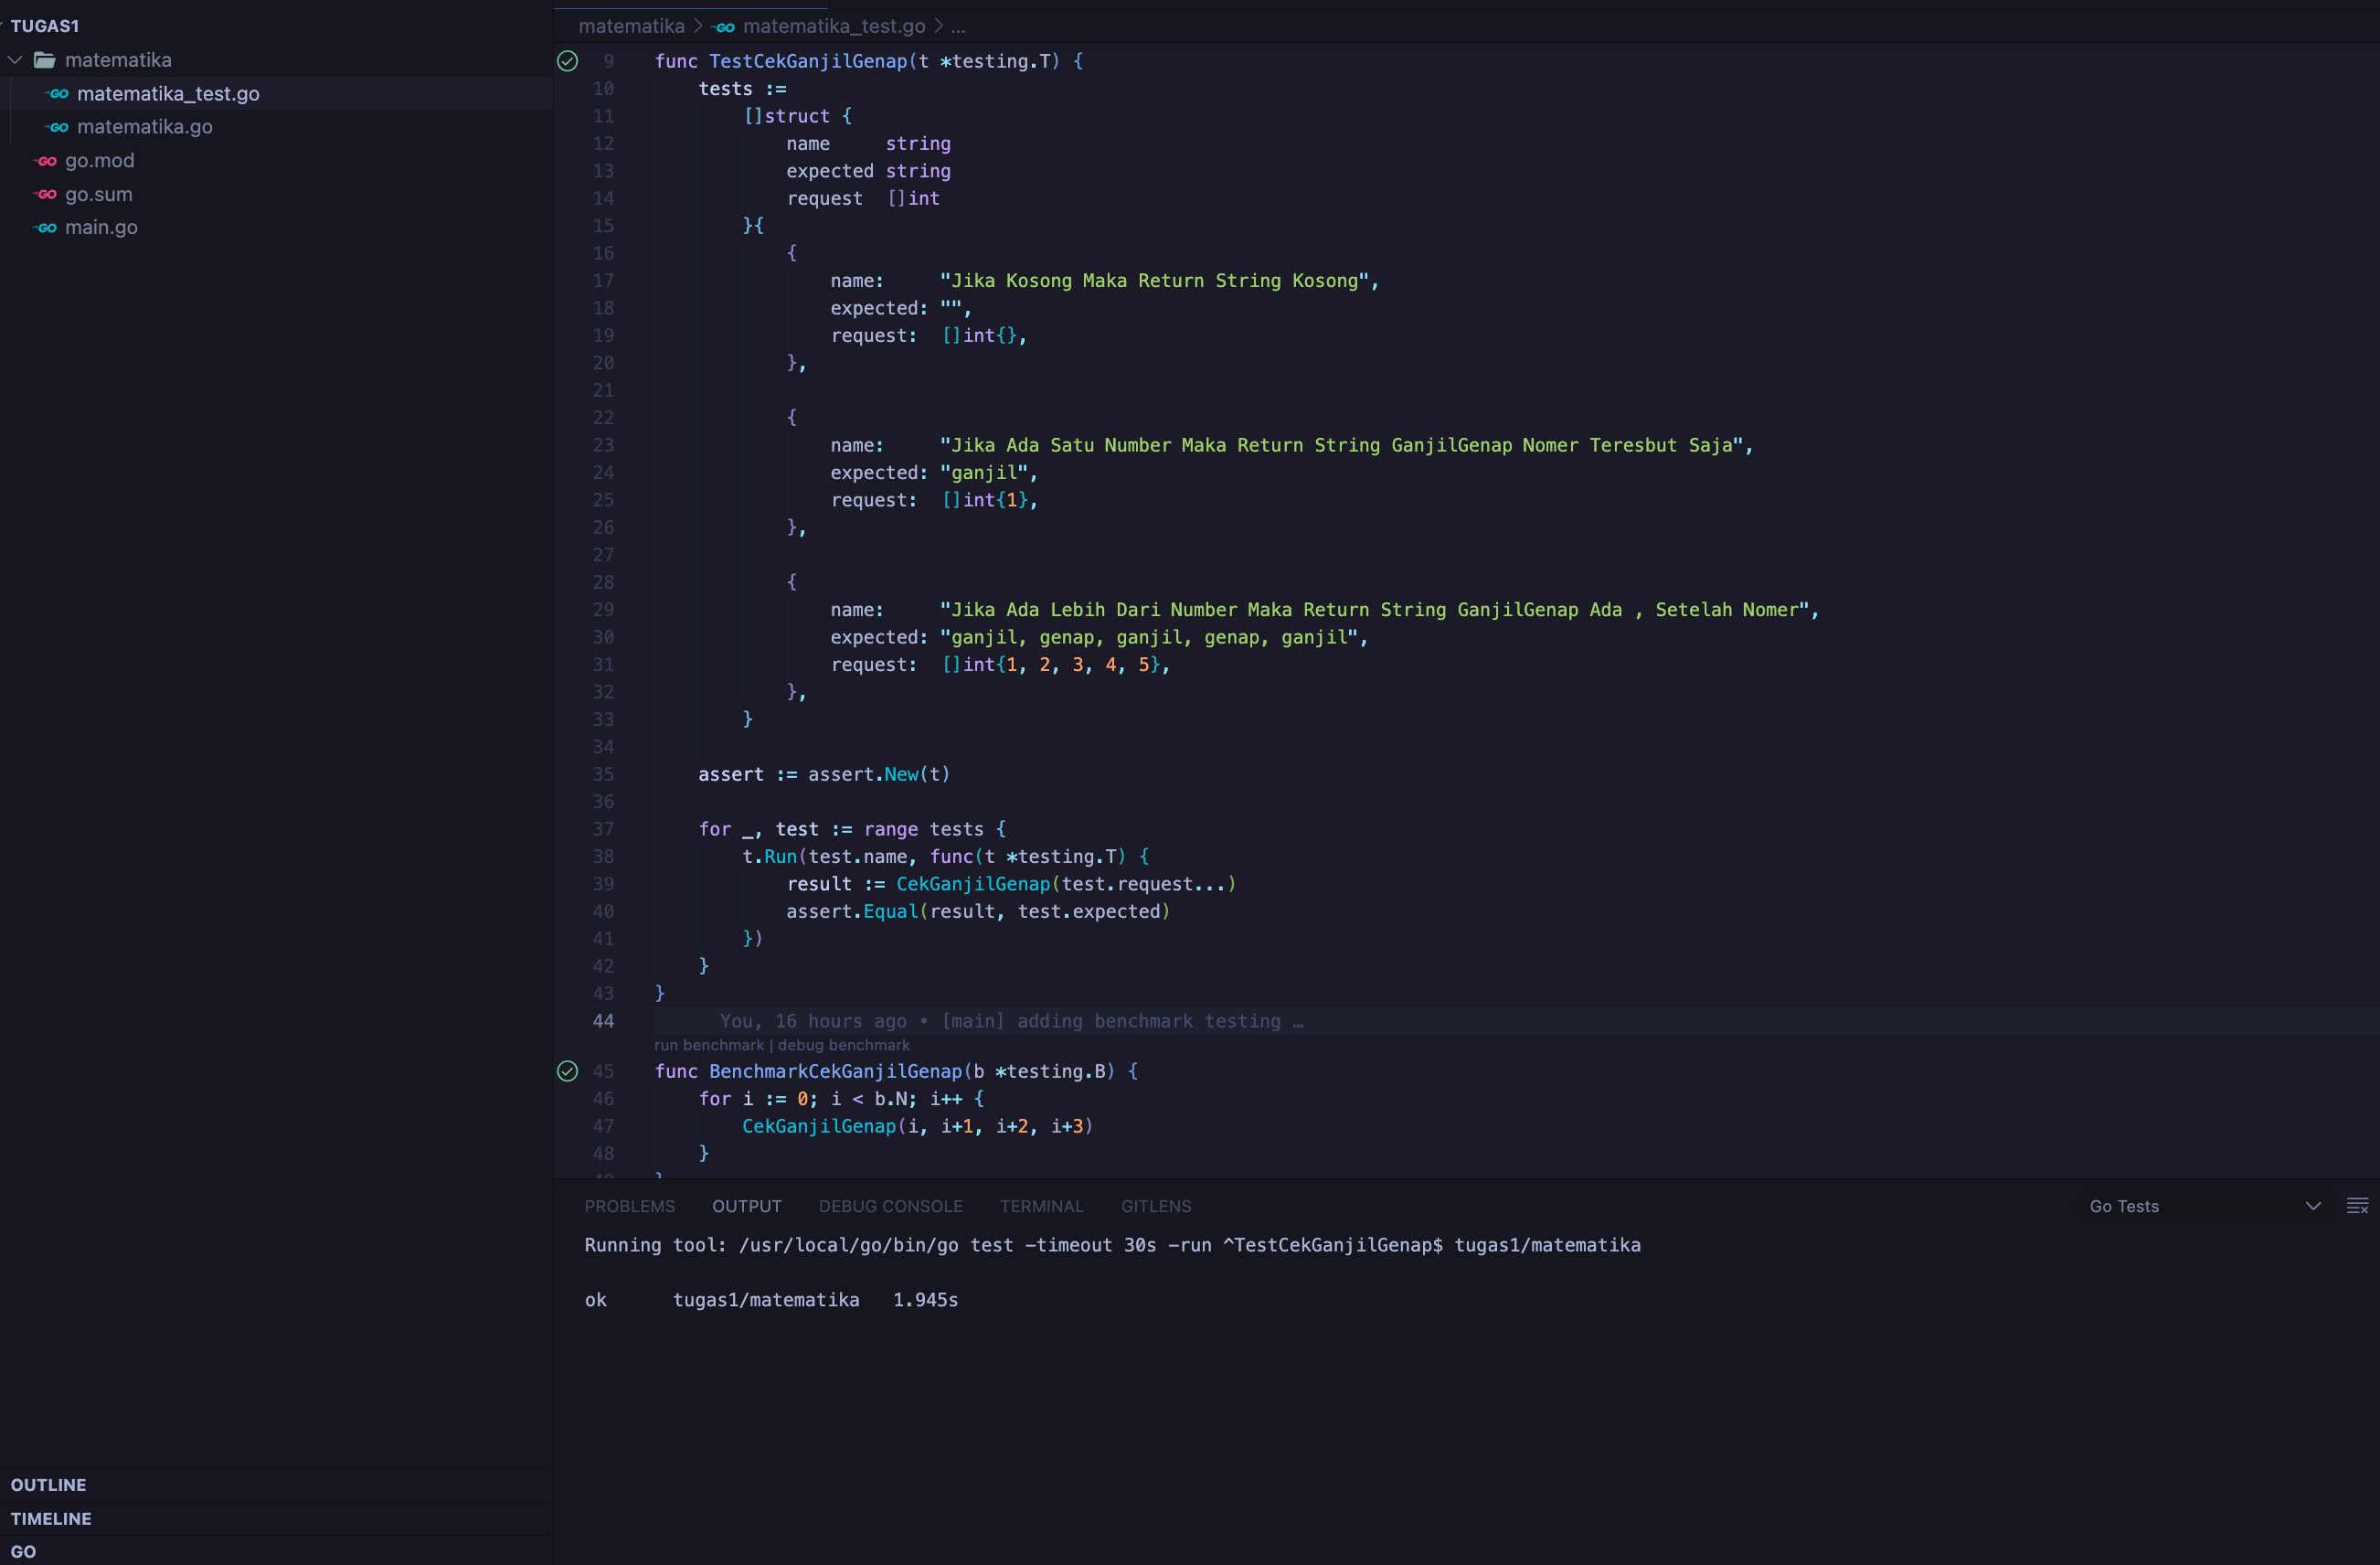 TUGAS1
matematika
GO matematika_test.go
GO matematika.go
GO go.mod
GO go.sum
GO main.go
OUTLINE
TIMELINE
GO
matematika > GO matematika_test.go > ...
9 func TestCekGanjilGenap(t *testing.T) {
10 tests :=
11 []struct {
12 name     string
13 expected string
14 request  []int
15 }{
16 {
17 name:     "Jika Kosong Maka Return String Kosong",
18 expected: "",
19 request:  []int{},
20 },
21
22 {
23 name:     "Jika Ada Satu Number Maka Return String GanjilGenap Nomer Teresbut Saja",
24 expected: "ganjil",
25 request:  []int{1},
26 },
27
28 {
29 name:     "Jika Ada Lebih Dari Number Maka Return String GanjilGenap Ada , Setelah Nomer",
30 expected: "ganjil, genap, ganjil, genap, ganjil",
31 request:  []int{1, 2, 3, 4, 5},
32 },
33 }
34
35 assert := assert.New(t)
36
37 for _, test := range tests {
38 t.Run(test.name, func(t *testing.T) {
39 result := CekGanjilGenap(test.request...)
40 assert.Equal(result, test.expected)
41 })
42 }
43 }
44 You, 16 hours ago • [main] adding benchmark testing …
run benchmark | debug benchmark
45 func BenchmarkCekGanjilGenap(b *testing.B) {
46 for i := 0; i < b.N; i++ {
47 CekGanjilGenap(i, i+1, i+2, i+3)
48 }
PROBLEMS OUTPUT DEBUG CONSOLE TERMINAL GITLENS Go Tests
Running tool: /usr/local/go/bin/go test -timeout 30s -run ^TestCekGanjilGenap$ tugas1/matematika
ok tugas1/matematika 1.945s